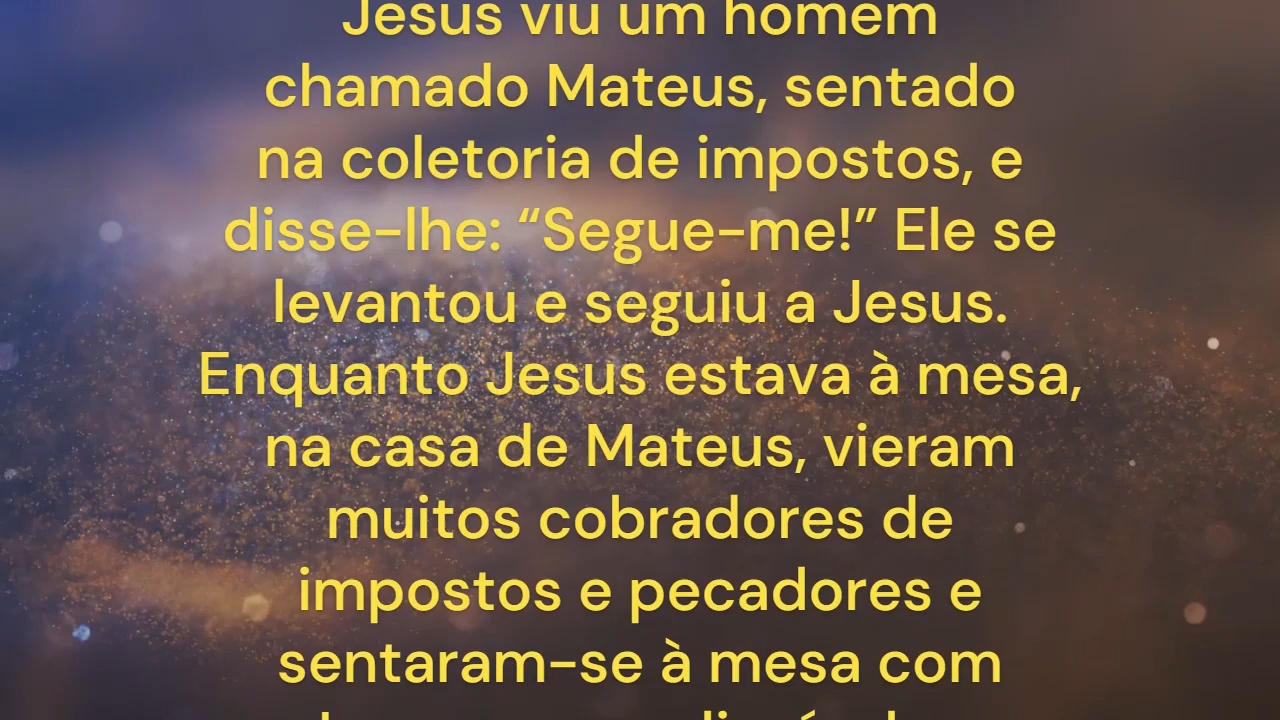 Jesus viu um homem
chamado Mateus, sentado
na coletoria de impostos, e
disse-lhe: “Segue-me!” Ele se
levantou e seguiu a Jesus.
Enquanto Jesus estava à mesa,
na casa de Mateus, vieram
muitos cobradores de
impostos e pecadores e
sentaram-se à mesa com